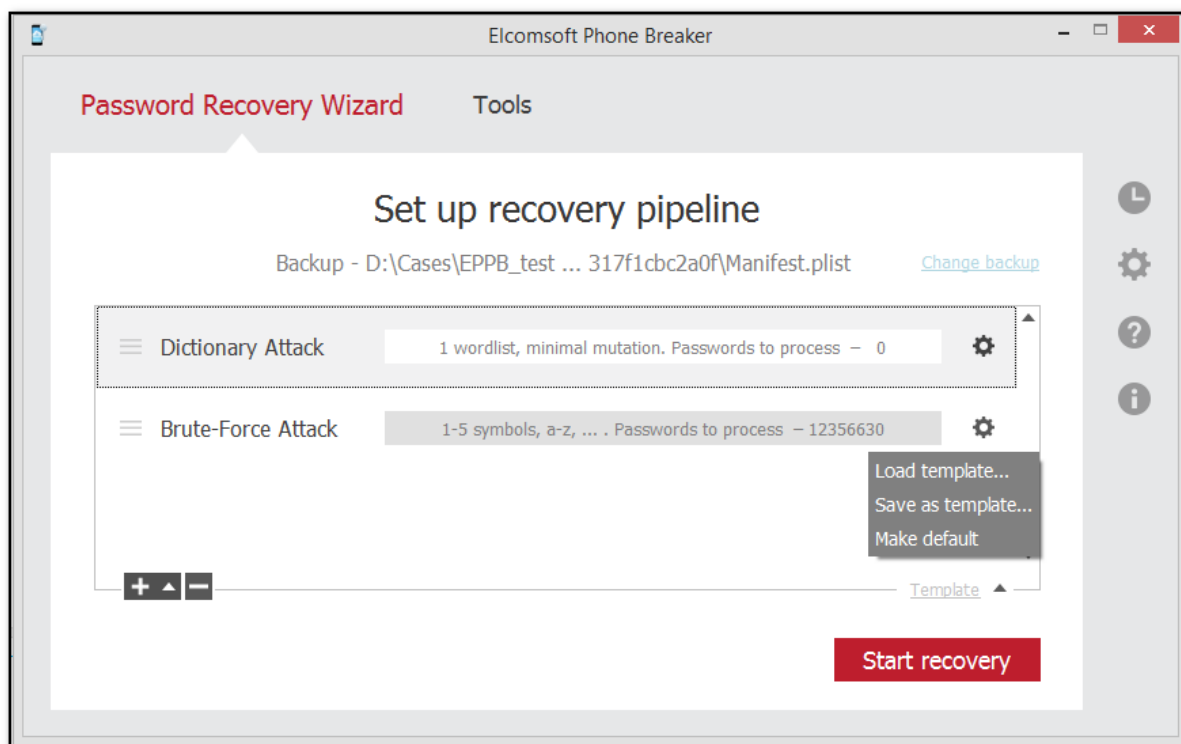 Elcomsoft Phone Breaker
Password Recovery Wizard Tools
Set up recovery pipeline
Backup - D:\Cases\EPPB_test ... 317f1cbc2a0f\Manifest.plist Change backup
Dictionary Attack 1 wordlist, minimal mutation. Passwords to process – 0
Brute-Force Attack 1-5 symbols, a-z, ... . Passwords to process – 12356630
Load template...
Save as template...
Make default
Template
Start recovery